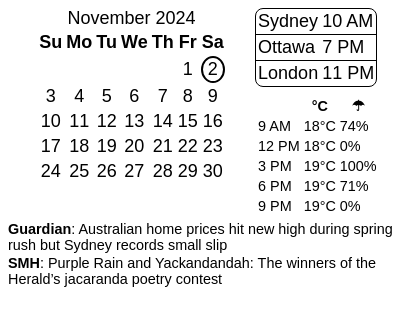 November 2024
Su Mo Tu We Th Fr Sa
1 2
3 4 5 6 7 8 9
10 11 12 13 14 15 16
17 18 19 20 21 22 23
24 25 26 27 28 29 30
Sydney 10 AM
Ottawa 7 PM
London 11 PM
°C ☂
9 AM 18°C 74%
12 PM 18°C 0%
3 PM 19°C 100%
6 PM 19°C 71%
9 PM 19°C 0%
Guardian: Australian home prices hit new high during spring
rush but Sydney records small slip
SMH: Purple Rain and Yackandandah: The winners of the
Herald’s jacaranda poetry contest